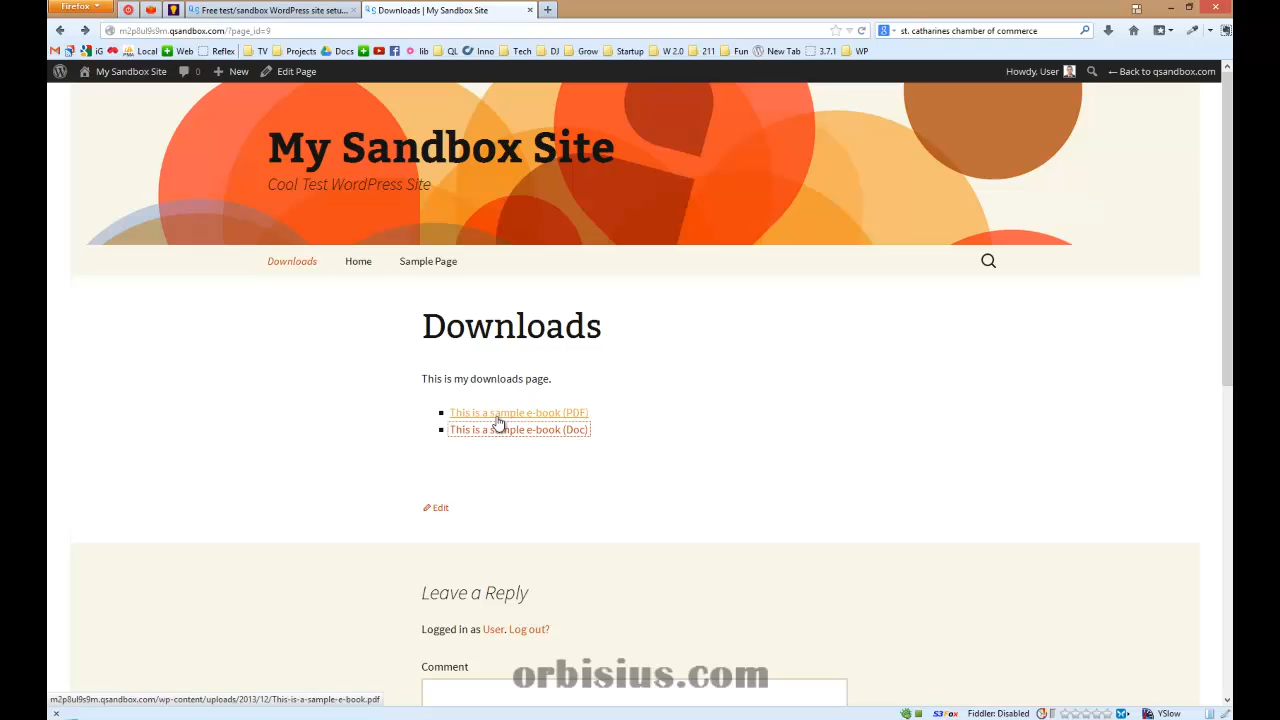 Firefox
Free test/sandbox WordPress site setu...
Downloads | My Sandbox Site
m2p8ul9s9m.qsandbox.com/?page_id=9
st. catharines chamber of commerce
iG
Local
Web
Reflex
TV
Projects
Docs
lib
QL
Inno
Tech
DJ
Grow
Startup
W 2.0
211
Fun
New Tab
3.7.1
WP
My Sandbox Site
0
New
Edit Page
Howdy, User
← Back to qsandbox.com
My Sandbox Site
Cool Test WordPress Site
Downloads
Home
Sample Page
Downloads
This is my downloads page.
This is a sample e-book (PDF)
This is a sample e-book (Doc)
Edit
Leave a Reply
Logged in as User. Log out?
Comment
orbisius.com
m2p8ul9s9m.qsandbox.com/wp-content/uploads/2013/12/This-is-a-sample-e-book.pdf
S3Fox
Fiddler: Disabled
YSlow